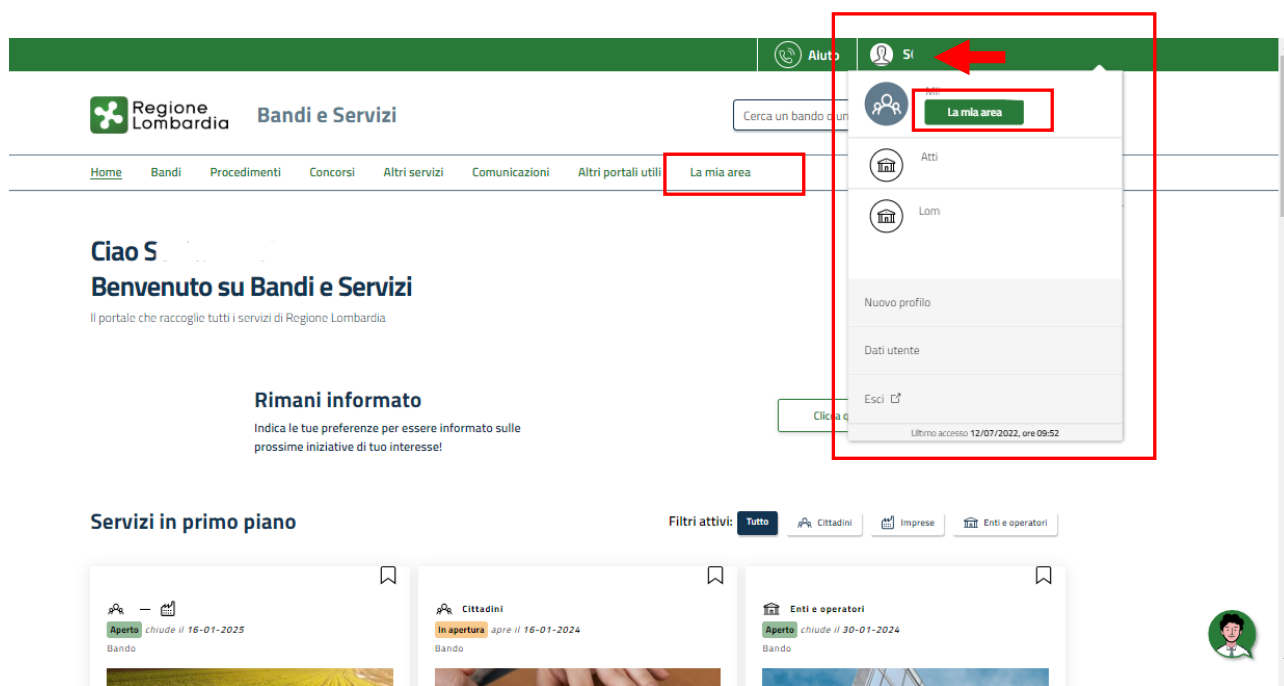 Aiuto
Regione
Lombardia
Bandi e Servizi
Cerca un bando o un
La mia area
Atti
Lom
Home Bandi Procedimenti Concorsi Altri servizi Comunicazioni Altri portali utili La mia area
Ciao S
Benvenuto su Bandi e Servizi
Il portale che raccoglie tutti i servizi di Regione Lombardia
Nuovo profilo
Dati utente
Esci
Ultimo accesso 12/07/2022, ore 09:52
Rimani informato
Indica le tue preferenze per essere informato sulle
prossime iniziative di tuo interesse!
Clicca q
Servizi in primo piano
Filtri attivi: Tutto Cittadini Imprese Enti e operatori
Aperto chiude il 16-01-2025
Bando
Cittadini
In apertura apre il 16-01-2024
Bando
Enti e operatori
Aperto chiude il 30-01-2024
Bando